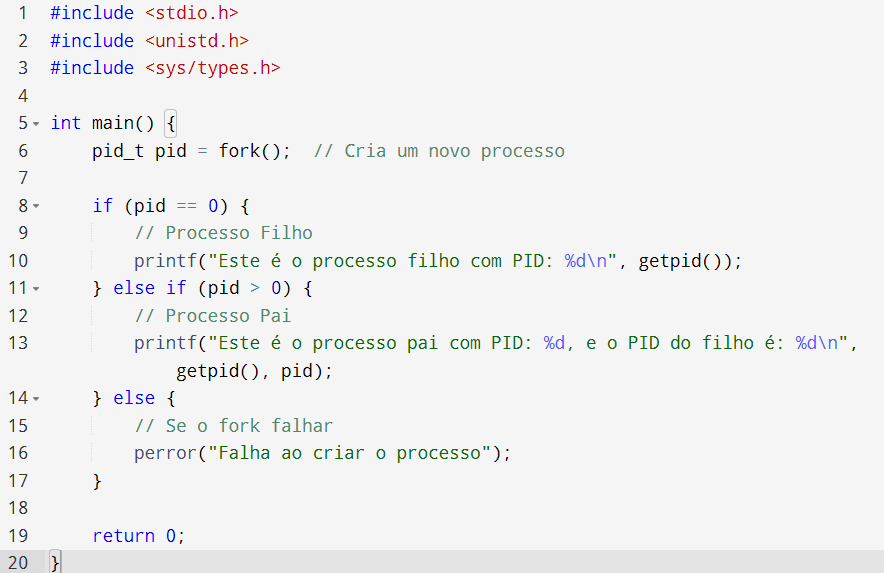 1 #include <stdio.h>
2 #include <unistd.h>
3 #include <sys/types.h>
4
5 int main() {
6     pid_t pid = fork();  // Cria um novo processo
7
8     if (pid == 0) {
9         // Processo Filho
10         printf("Este é o processo filho com PID: %d\n", getpid());
11     } else if (pid > 0) {
12         // Processo Pai
13         printf("Este é o processo pai com PID: %d, e o PID do filho é: %d\n",
            getpid(), pid);
14     } else {
15         // Se o fork falhar
16         perror("Falha ao criar o processo");
17     }
18
19     return 0;
20 }